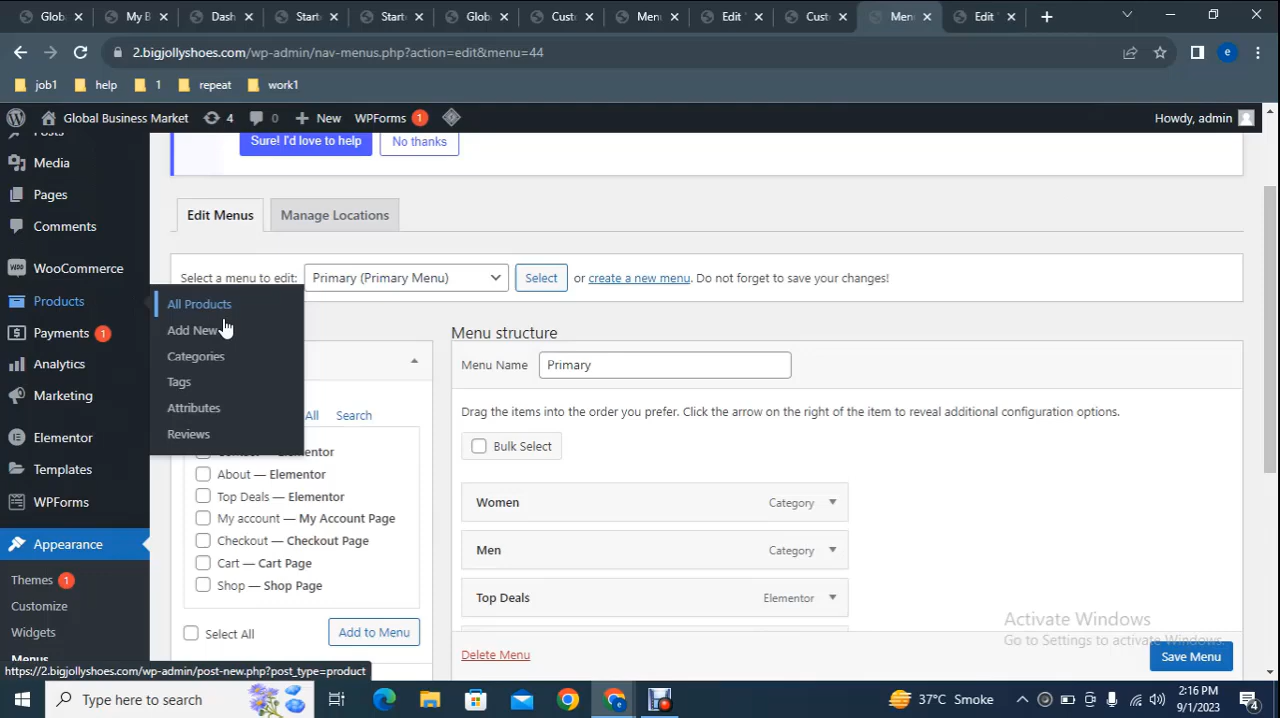 Glob
My B
Dash
Start
Start
Glob
Cust
Men
Edit "
Cust
Men
Edit "
2.bigjollyshoes.com/wp-admin/nav-menus.php?action=edit&menu=44
e
job1
help
1
repeat
work1
Global Business Market
4
0
New
WPForms 1
Howdy, admin
Posts
Media
Pages
Comments
WooCommerce
Products
Payments 1
Analytics
Marketing
Elementor
Templates
WPForms
Appearance
Themes 1
Customize
Widgets
Menus
All Products
Add New
Categories
Tags
Attributes
Reviews
Sure! I'd love to help
No thanks
Edit Menus
Manage Locations
Select a menu to edit:
Primary (Primary Menu)
Select
or create a new menu. Do not forget to save your changes!
All
Search
Contact — Elementor
About — Elementor
Top Deals — Elementor
My account — My Account Page
Checkout — Checkout Page
Cart — Cart Page
Shop — Shop Page
Select All
Add to Menu
Menu structure
Menu Name
Primary
Drag the items into the order you prefer. Click the arrow on the right of the item to reveal additional configuration options.
Bulk Select
Women
Category
Men
Category
Top Deals
Elementor
Delete Menu
Save Menu
Activate Windows
Go to Settings to activate Windows.
https://2.bigjollyshoes.com/wp-admin/post-new.php?post_type=product
Type here to search
37°C Smoke
2:16 PM
9/1/2023
4